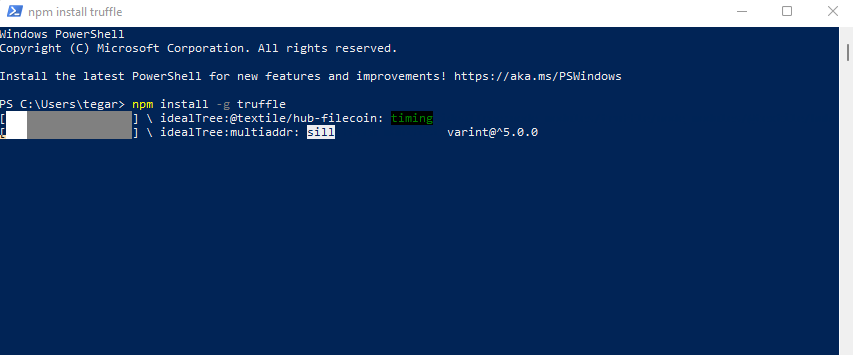 npm install truffle
Windows PowerShell
Copyright (C) Microsoft Corporation. All rights reserved.
Install the latest PowerShell for new features and improvements! https://aka.ms/PSWindows
PS C:\Users\tegar> npm install -g truffle
[ ] \ idealTree:@textile/hub-filecoin: timing
[ ] \ idealTree:multiaddr: sill varint@^5.0.0